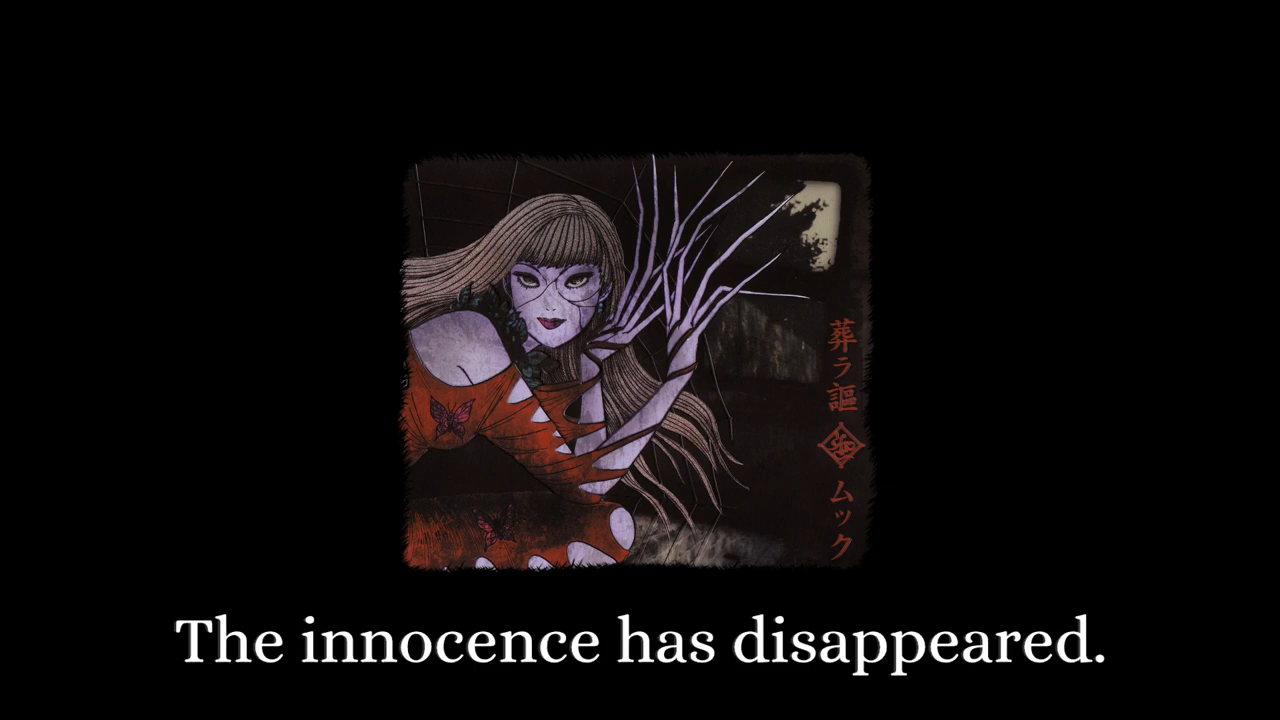 葬ラ謳
ムック
The innocence has disappeared.